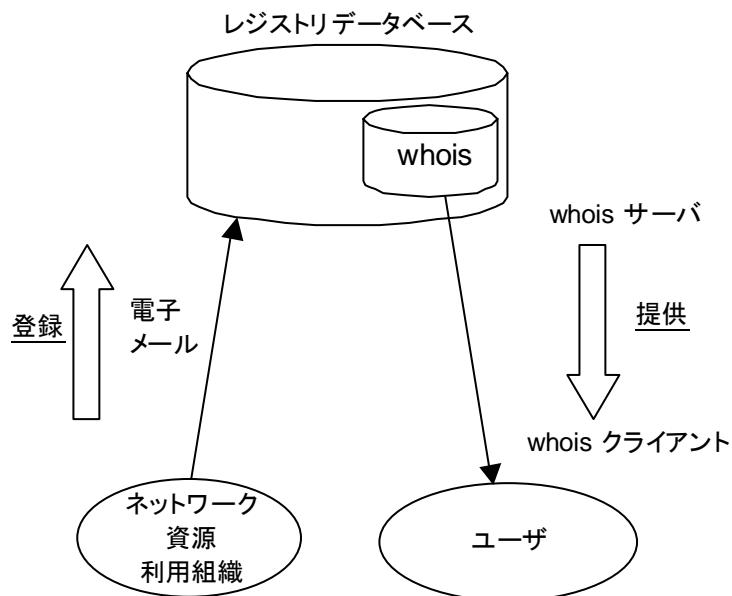 レジストリデータベース
whois
whois サーバ
電子
メール
登録
提供
whois クライアント
ネットワーク
資源
利用組織
ユーザ